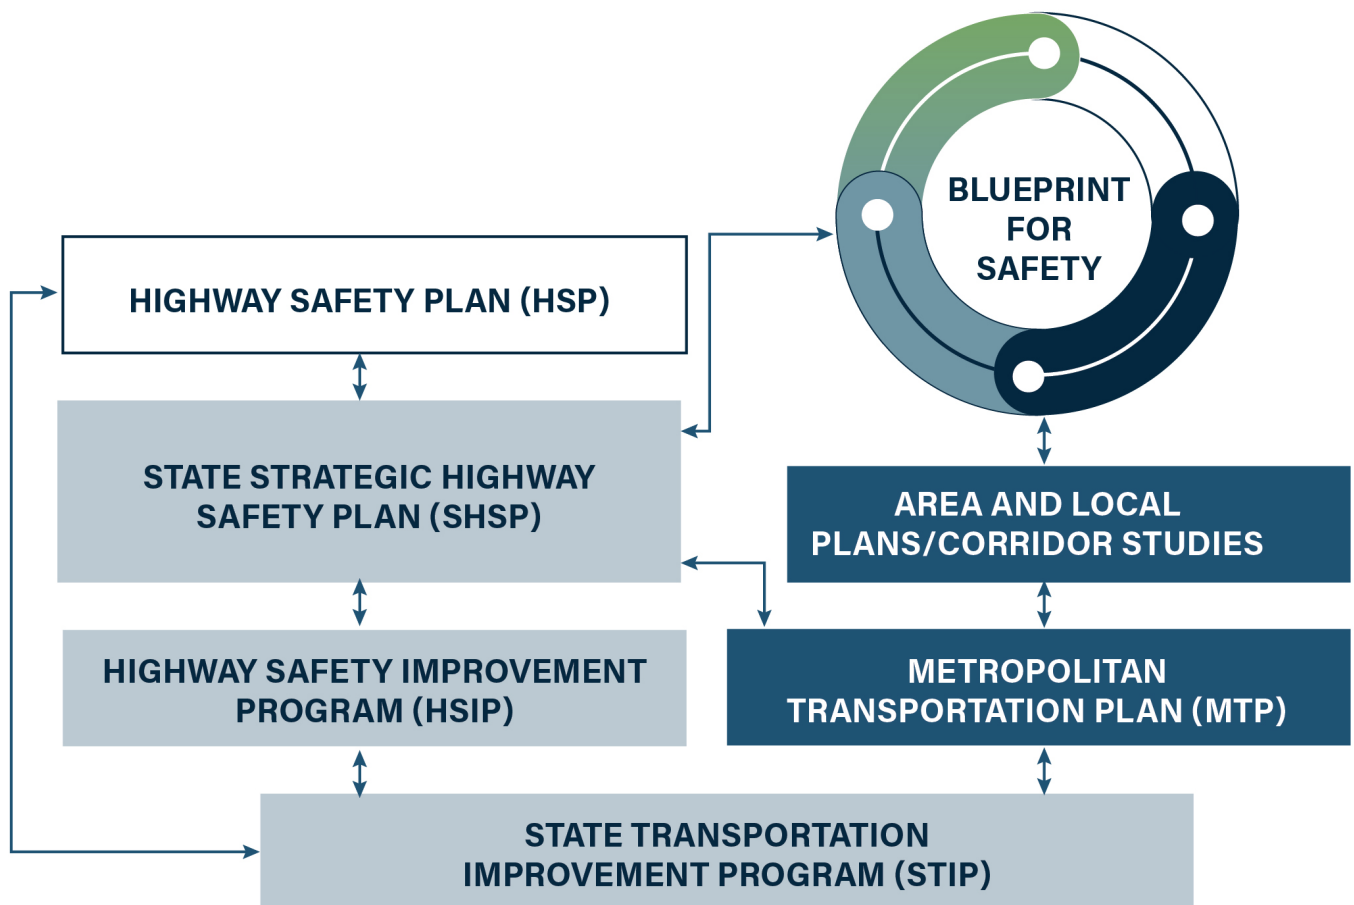 BLUEPRINT
FOR
SAFETY
HIGHWAY SAFETY PLAN (HSP)
STATE STRATEGIC HIGHWAY
SAFETY PLAN (SHSP)
AREA AND LOCAL
PLANS/CORRIDOR STUDIES
HIGHWAY SAFETY IMPROVEMENT
PROGRAM (HSIP)
METROPOLITAN
TRANSPORTATION PLAN (MTP)
STATE TRANSPORTATION
IMPROVEMENT PROGRAM (STIP)